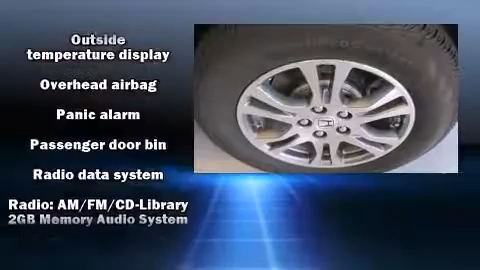 Outside
temperature display
Overhead airbag
Panic alarm
Passenger door bin
Radio data system
Radio: AM/FM/CD-Library
2GB Memory Audio System